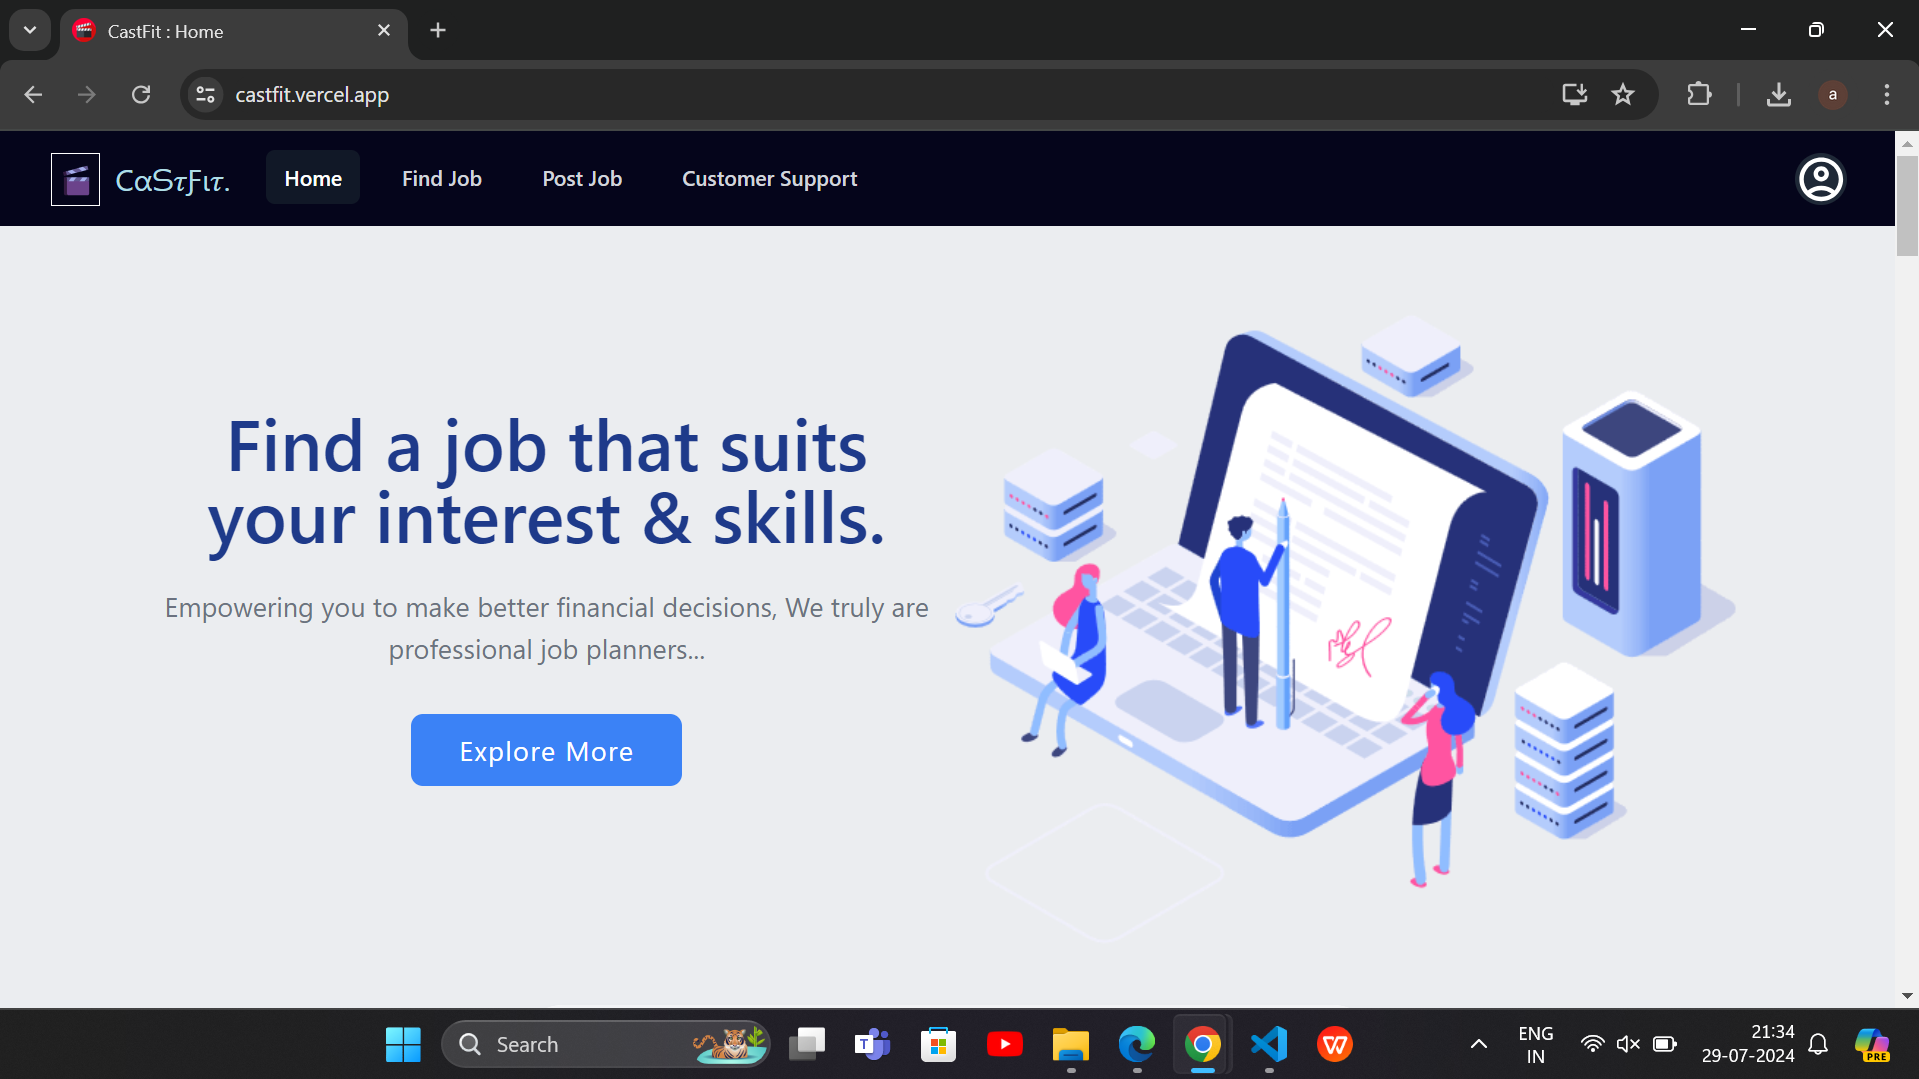 CastFit : Home
castfit.vercel.app
a
CαSτFιτ.
Home
Find Job
Post Job
Customer Support
Find a job that suits
your interest & skills.
Empowering you to make better financial decisions, We truly are
professional job planners...
Explore More
Search
T
W
ENG
IN
21:34
29-07-2024
PRE